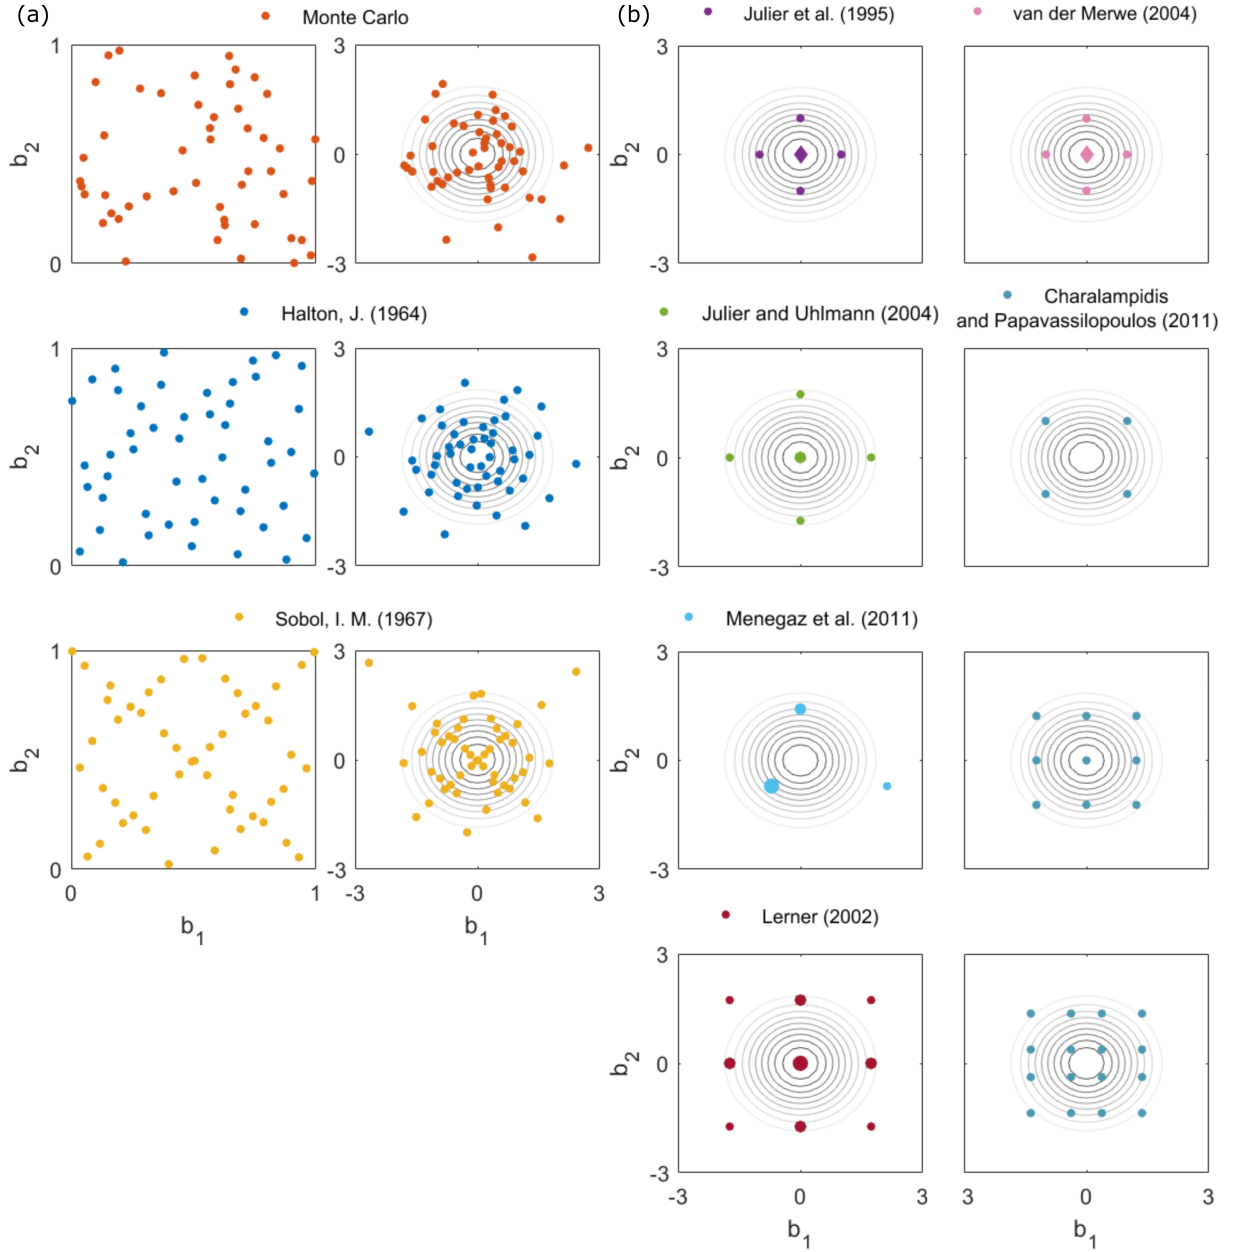 (a)
Monte Carlo
(b)
Julier et al. (1995)
van der Merwe (2004)
1
b2
0
3
0
-3
3
0
-3
Halton, J. (1964)
Julier and Uhlmann (2004)
Charalampidis
and Papavassilopoulos (2011)
1
b2
0
3
0
-3
3
0
-3
Sobol, I. M. (1967)
Menegaz et al. (2011)
1
b2
0
0
1
b1
3
0
-3
-3
0
3
b1
b2
3
0
-3
Lerner (2002)
b2
3
0
-3
-3
0
3
b1
3
0
3
b1